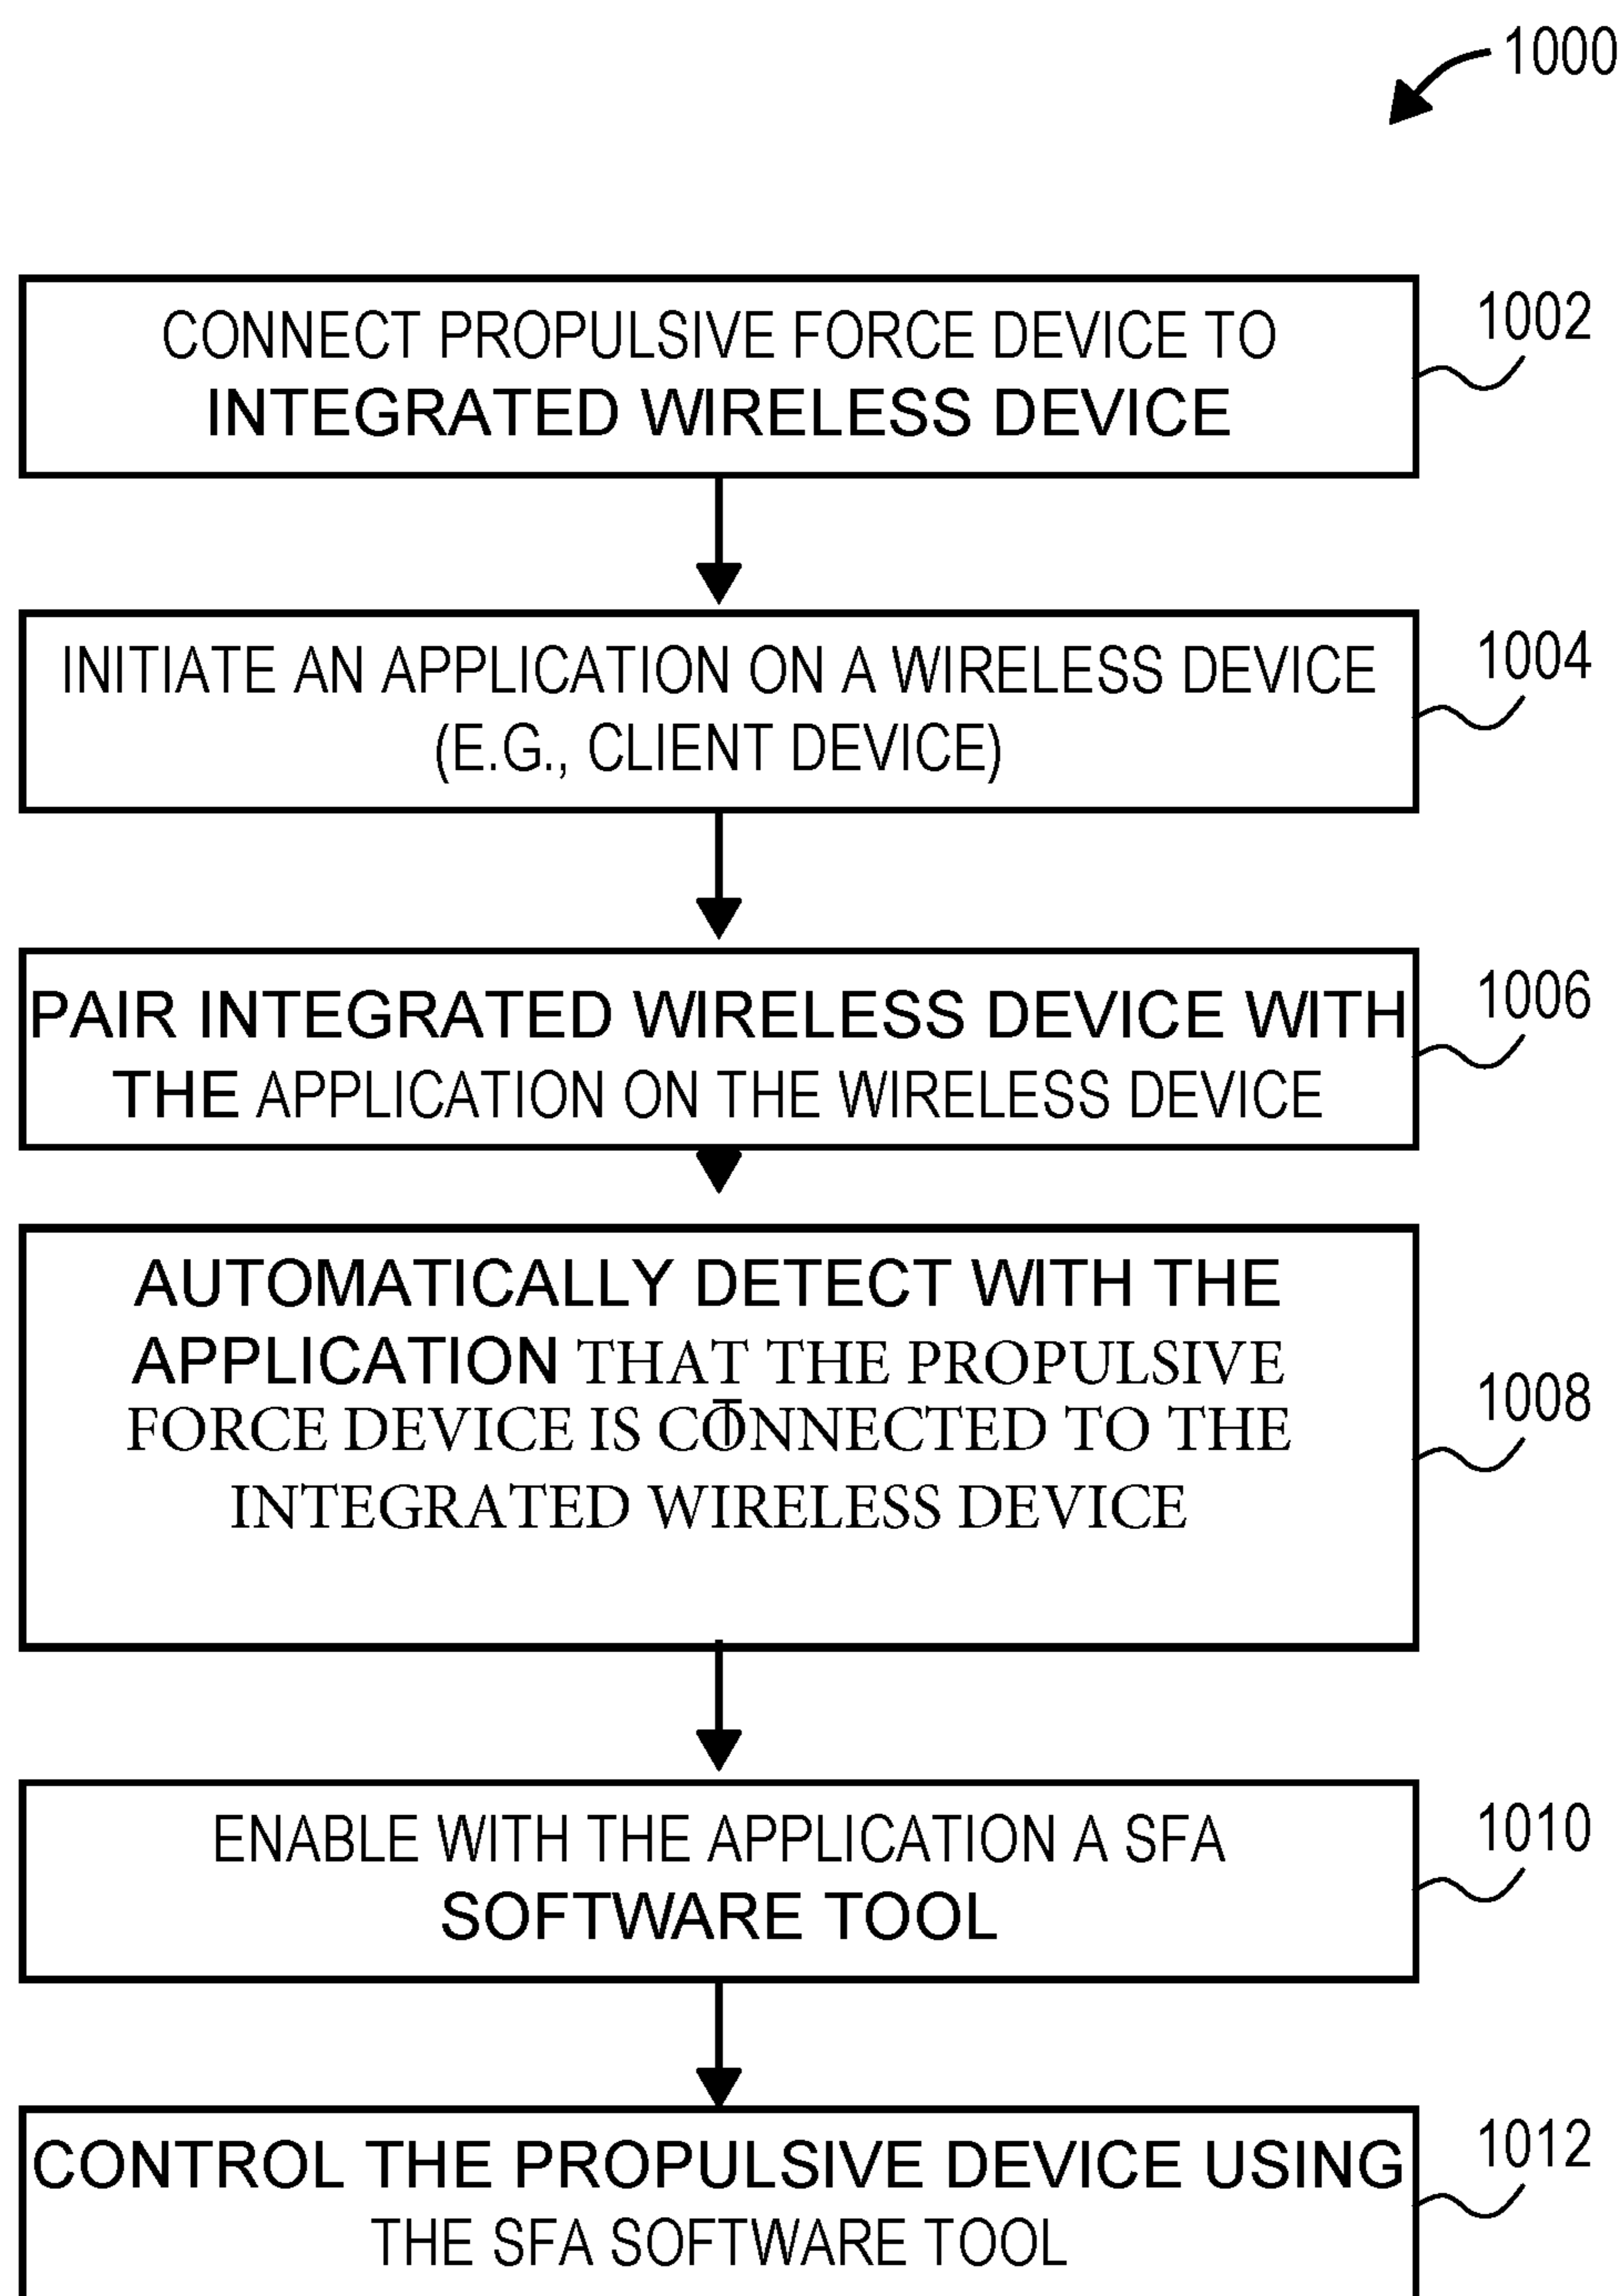 1000
CONNECT PROPULSIVE FORCE DEVICE TO
INTEGRATED WIRELESS DEVICE
1002
INITIATE AN APPLICATION ON A WIRELESS DEVICE
(E.G., CLIENT DEVICE)
1004
PAIR INTEGRATED WIRELESS DEVICE WITH
THE APPLICATION ON THE WIRELESS DEVICE
1006
AUTOMATICALLY DETECT WITH THE
APPLICATION THAT THE PROPULSIVE
FORCE DEVICE IS CONNECTED TO THE
INTEGRATED WIRELESS DEVICE
1008
ENABLE WITH THE APPLICATION A SFA
SOFTWARE TOOL
1010
CONTROL THE PROPULSIVE DEVICE USING
THE SFA SOFTWARE TOOL
1012